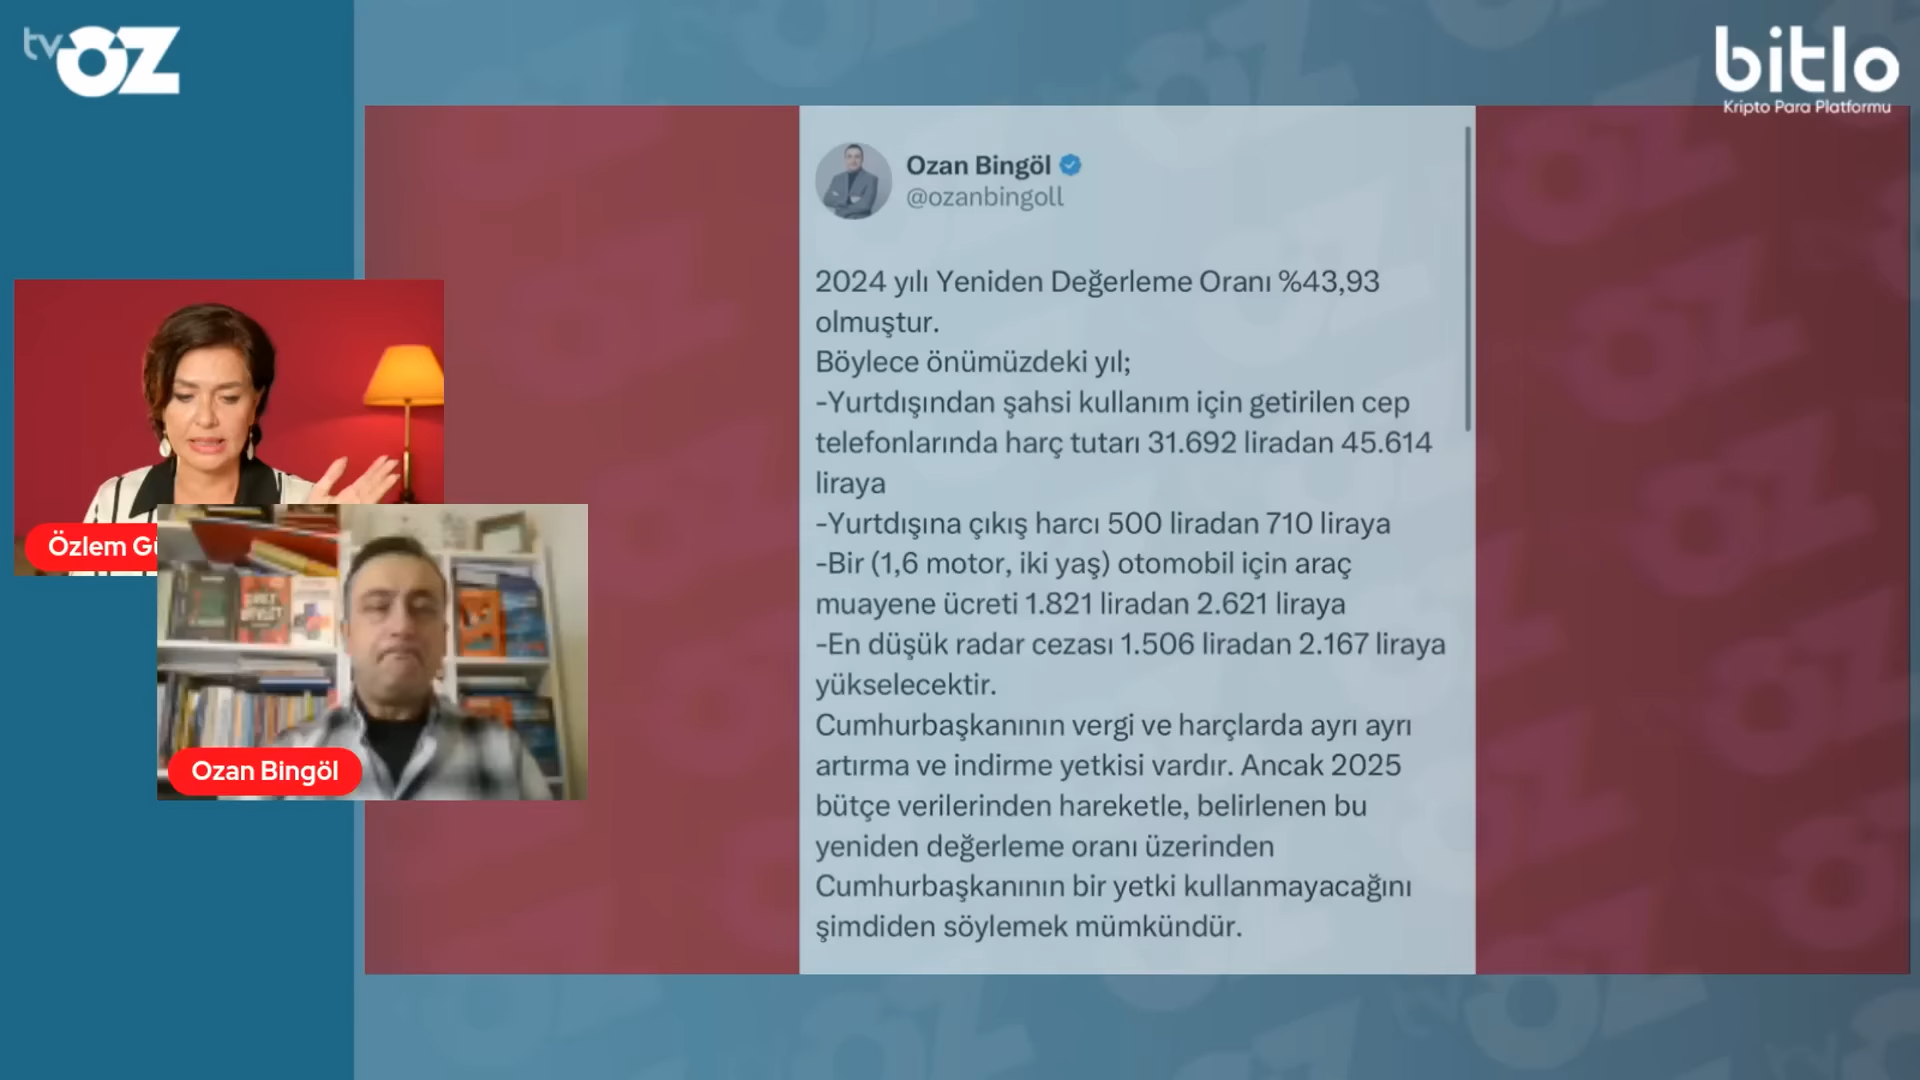 tv öz
bitlo
Kripto Para Platformu
Ozan Bingöl
@ozanbingoll
2024 yılı Yeniden Değerleme Oranı %43,93
olmuştur.
Böylece önümüzdeki yıl;
-Yurtdışından şahsi kullanım için getirilen cep
telefonlarında harç tutarı 31.692 liradan 45.614
liraya
-Yurtdışına çıkış harcı 500 liradan 710 liraya
-Bir (1,6 motor, iki yaş) otomobil için araç
muayene ücreti 1.821 liradan 2.621 liraya
-En düşük radar cezası 1.506 liradan 2.167 liraya
yükselecektir.
Cumhurbaşkanının vergi ve harçlarda ayrı ayrı
artırma ve indirme yetkisi vardır. Ancak 2025
bütçe verilerinden hareketle, belirlenen bu
yeniden değerleme oranı üzerinden
Cumhurbaşkanının bir yetki kullanmayacağını
şimdiden söylemek mümkündür.
Özlem Gü
Ozan Bingöl